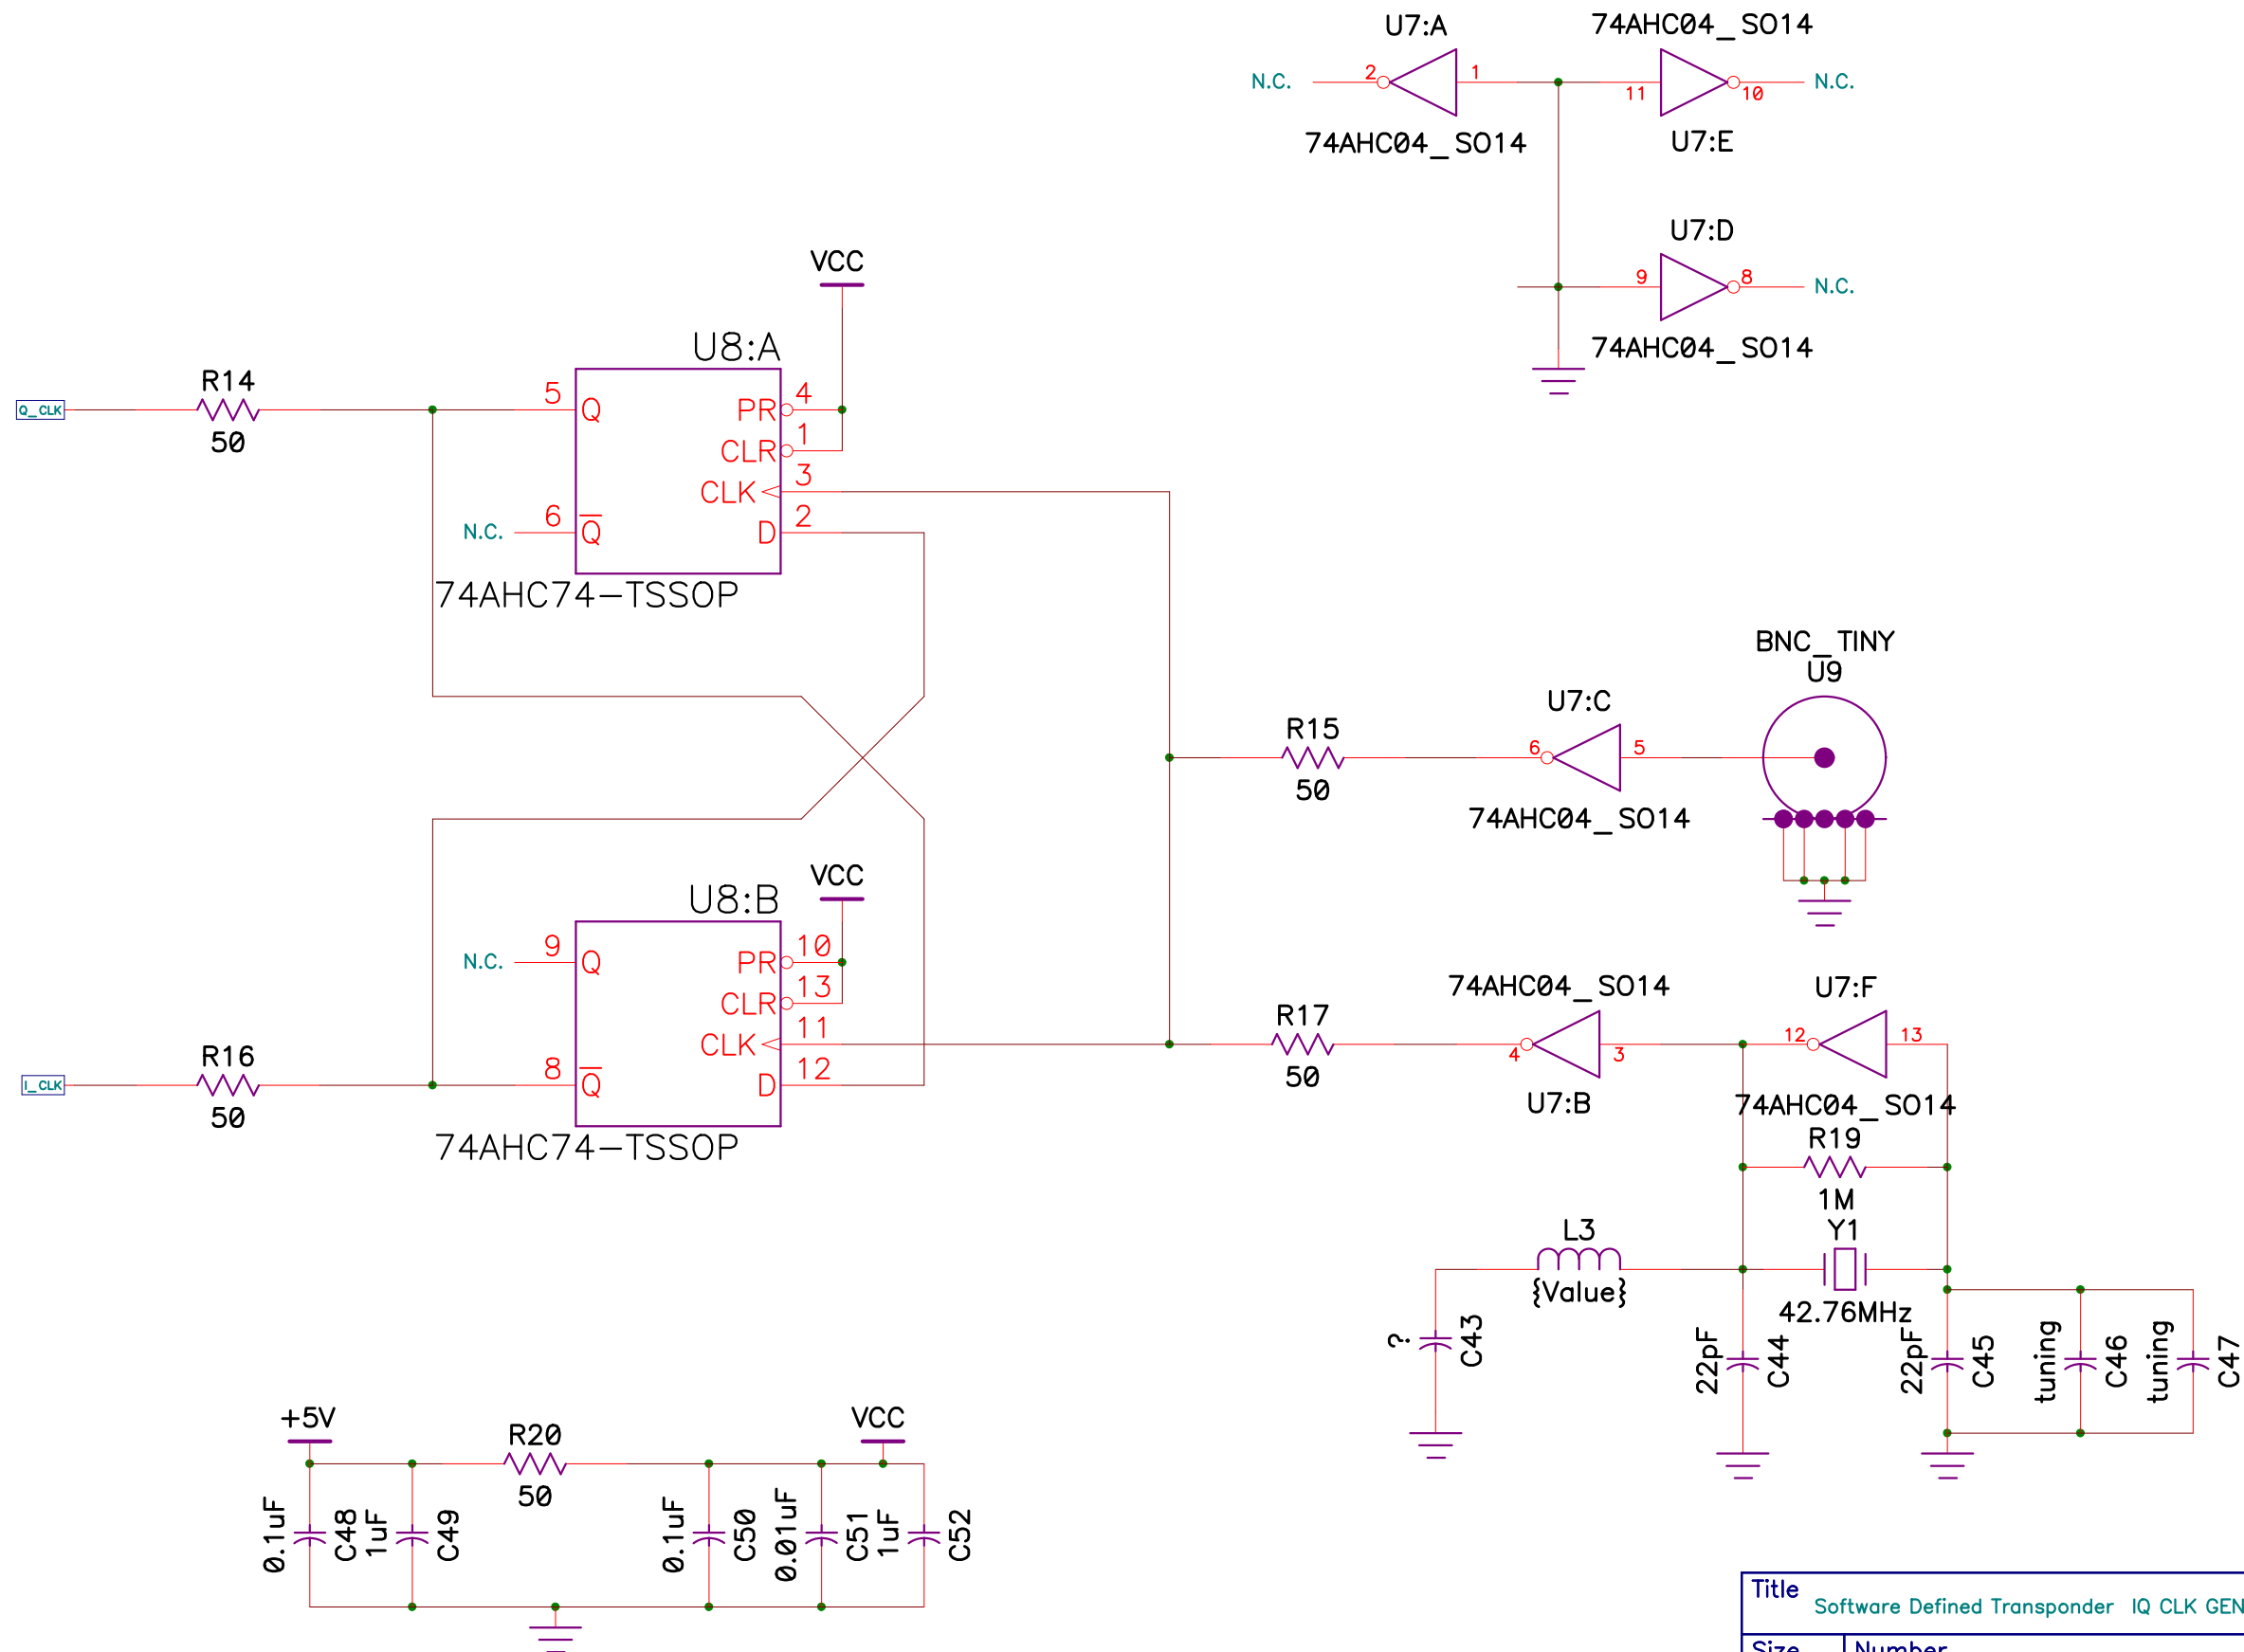 U7:A
74AHC04_SO14
N.C.
2
1
11
10
N.C.
74AHC04_SO14
U7:E
U7:D
9
8
N.C.
74AHC04_SO14
VCC
U8:A
R14
Q_CLK
50
5
Q
PR
4
CLR
1
CLK
3
N.C.
6
Q
D
2
74AHC74-TSSOP
BNC_TINY
U9
U7:C
R15
6
5
50
74AHC04_SO14
VCC
U8:B
N.C.
9
Q
PR
10
CLR
13
CLK
11
R16
I_CLK
50
8
Q
D
12
74AHC74-TSSOP
74AHC04_SO14
U7:F
R17
50
4
3
12
13
U7:B
74AHC04_SO14
R19
1M
Y1
42.76MHz
L3
{Value}
?
C43
22pF
C44
22pF
C45
tuning
C46
tuning
C47
+5V
R20
VCC
50
0.1uF
C48
1uF
C49
0.1uF
C50
0.01uF
C51
1uF
C52
Title
Software Defined Transponder IQ CLK GEN
Size
Number